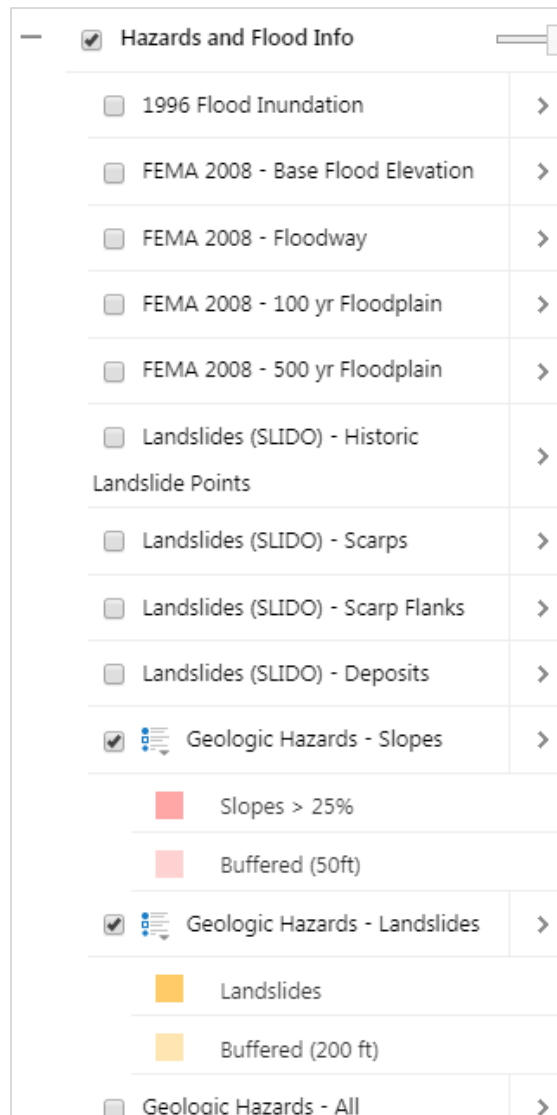 Hazards and Flood Info
1996 Flood Inundation
FEMA 2008 - Base Flood Elevation
FEMA 2008 - Floodway
FEMA 2008 - 100 yr Floodplain
FEMA 2008 - 500 yr Floodplain
Landslides (SLIDO) - Historic
Landslide Points
Landslides (SLIDO) - Scarps
Landslides (SLIDO) - Scarp Flanks
Landslides (SLIDO) - Deposits
Geologic Hazards - Slopes
Slopes > 25%
Buffered (50ft)
Geologic Hazards - Landslides
Landslides
Buffered (200 ft)
Geologic Hazards - All